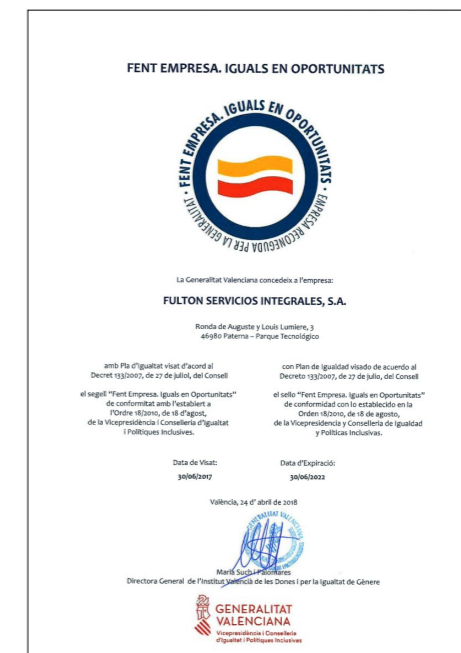 FENT EMPRESA. IGUALS EN OPORTUNITATS
· FENT EMPRESA. IGUALS EN OPORTUNITATS ·
EMPRESA RECONEGUDA PER LA GENERALITAT
La Generalitat Valenciana concedeix a l'empresa:
FULTON SERVICIOS INTEGRALES, S.A.
Ronda de Auguste y Louis Lumiere, 3
46980 Paterna – Parque Tecnológico
amb Pla d'Igualtat visat d'acord al
Decret 133/2007, de 27 de juliol, del Consell
el segell "Fent Empresa. Iguals en Oportunitats"
de conformitat amb l'establert a
l'Ordre 18/2010, de 18 d'agost,
de la Vicepresidència i Conselleria d'Igualtat
i Polítiques Inclusives.
con Plan de Igualdad visado de acuerdo al
Decreto 133/2007, de 27 de julio, del Consell
el sello "Fent Empresa. Iguals en Oportunitats"
de conformidad con lo establecido en la
Orden 18/2010, de 18 de agosto,
de la Vicepresidencia y Conselleria de Igualdad
y Políticas Inclusivas.
Data de Visat:
30/06/2017
Data d'Expiració:
30/06/2022
València, 24 d' abril de 2018
GENERALITAT
Maria Such i Palomares
Directora General de l'Institut Valencià de les Dones i per la Igualtat de Gènere
GENERALITAT
VALENCIANA
Vicepresidència i Conselleria
d'Igualtat i Polítiques Inclusives